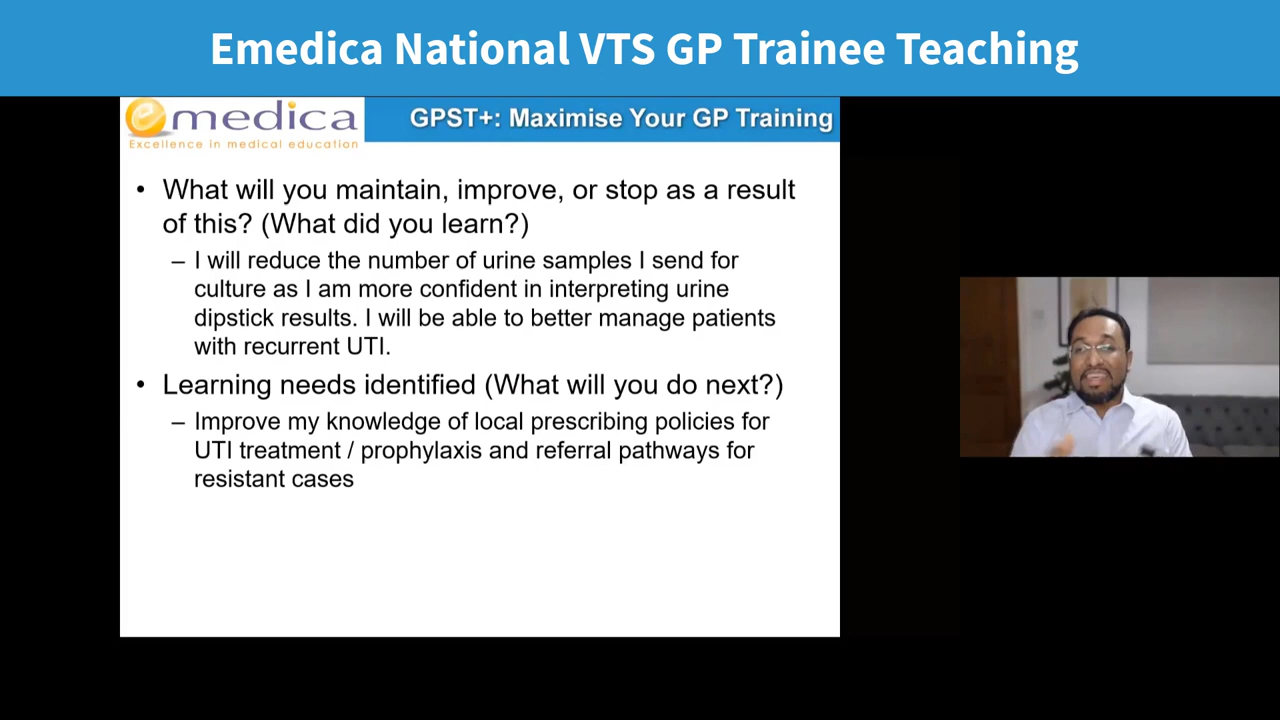 Emedica National VTS GP Trainee Teaching
emedica
Excellence in medical education
GPST+: Maximise Your GP Training
• What will you maintain, improve, or stop as a result
of this? (What did you learn?)
– I will reduce the number of urine samples I send for
culture as I am more confident in interpreting urine
dipstick results. I will be able to better manage patients
with recurrent UTI.
• Learning needs identified (What will you do next?)
– Improve my knowledge of local prescribing policies for
UTI treatment / prophylaxis and referral pathways for
resistant cases